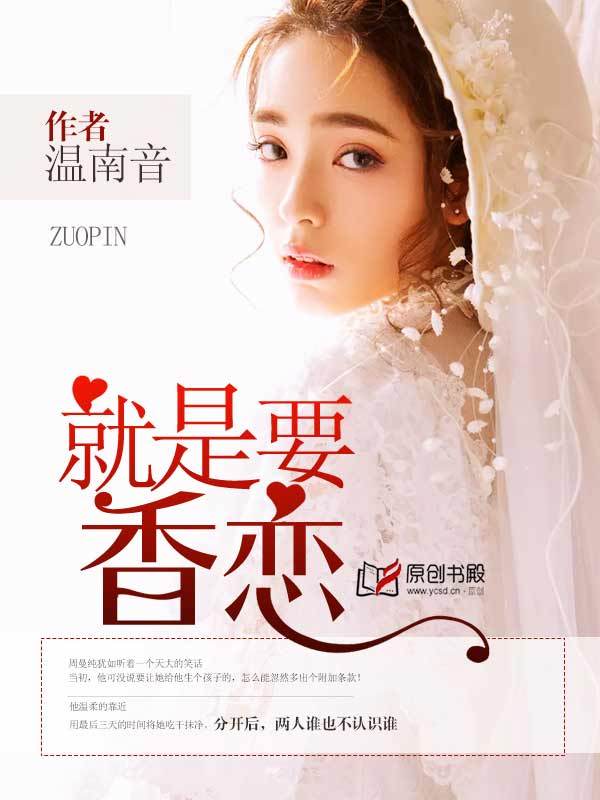 作者
温南音
ZUOPIN
就是要
香恋
原创书殿
www.ycsd.cn·原创
周曼纯犹如听着一个天大的笑话
当初，他可没说要让她给他生个孩子的，怎么能忽然多出个附加条款！
他温柔的靠近
用最后三天的时间将她吃干抹净。分开后，两人谁也不认识谁